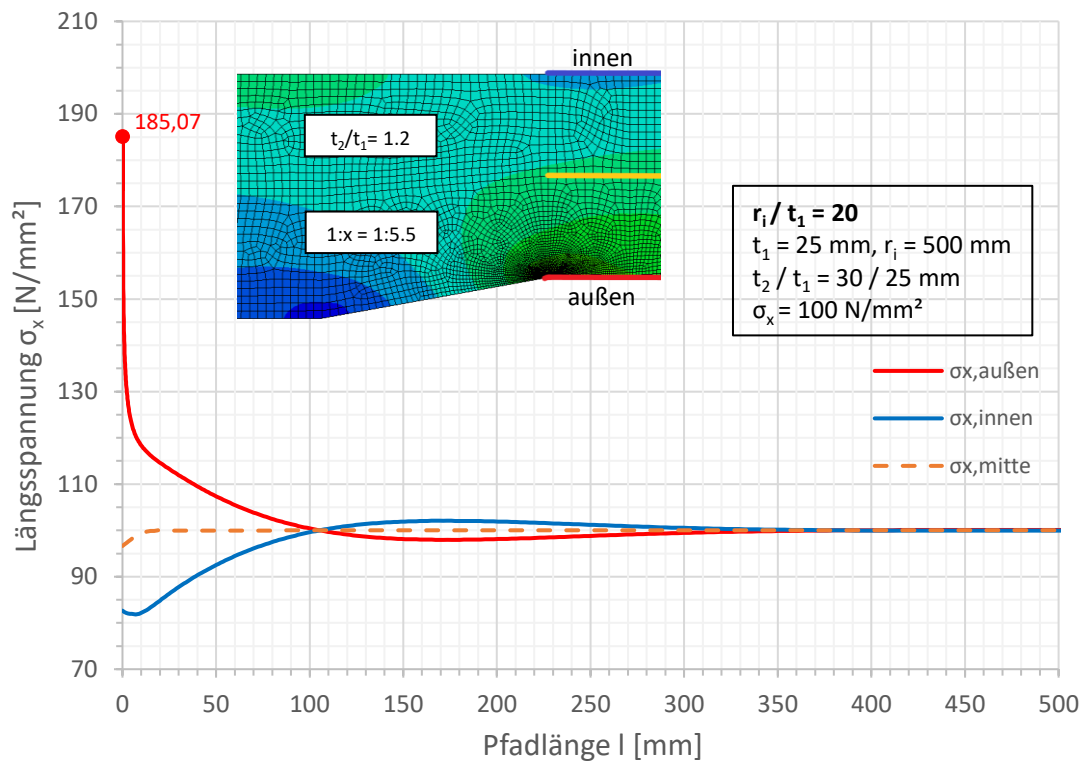 210
190
170
150
130
110
90
70
Längsspannung σx [N/mm²]
185,07
innen
t2/t1= 1.2
1:x = 1:5.5
außen
ri / t1 = 20
t1 = 25 mm, ri = 500 mm
t2 / t1 = 30 / 25 mm
σx = 100 N/mm²
σx,außen
σx,innen
σx,mitte
0 50 100 150 200 250 300 350 400 450 500
Pfadlänge l [mm]